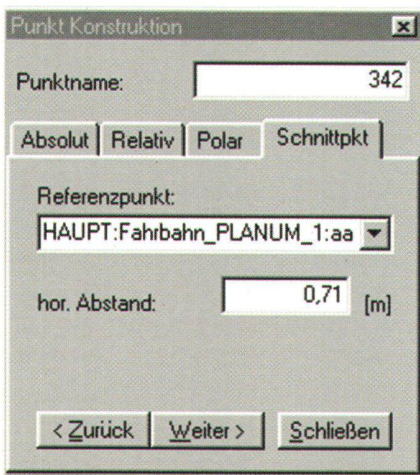 Punkt Konstruktion
Punktname: 342
Absolut Relativ Polar Schnittpkt
Referenzpunkt:
HAUPT:Fahrbahn_PLANUM_1:aa
hor. Abstand: 0,71 [m]
< Zurück Weiter > Schließen